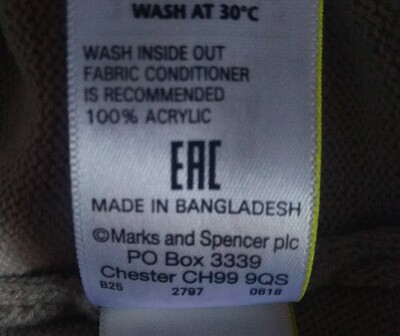 WASH AT 30°C
WASH INSIDE OUT
FABRIC CONDITIONER
IS RECOMMENDED
100% ACRYLIC
EAC
MADE IN BANGLADESH
©Marks and Spencer plc
PO Box 3339
Chester CH99 9QS
B25 2797 0818